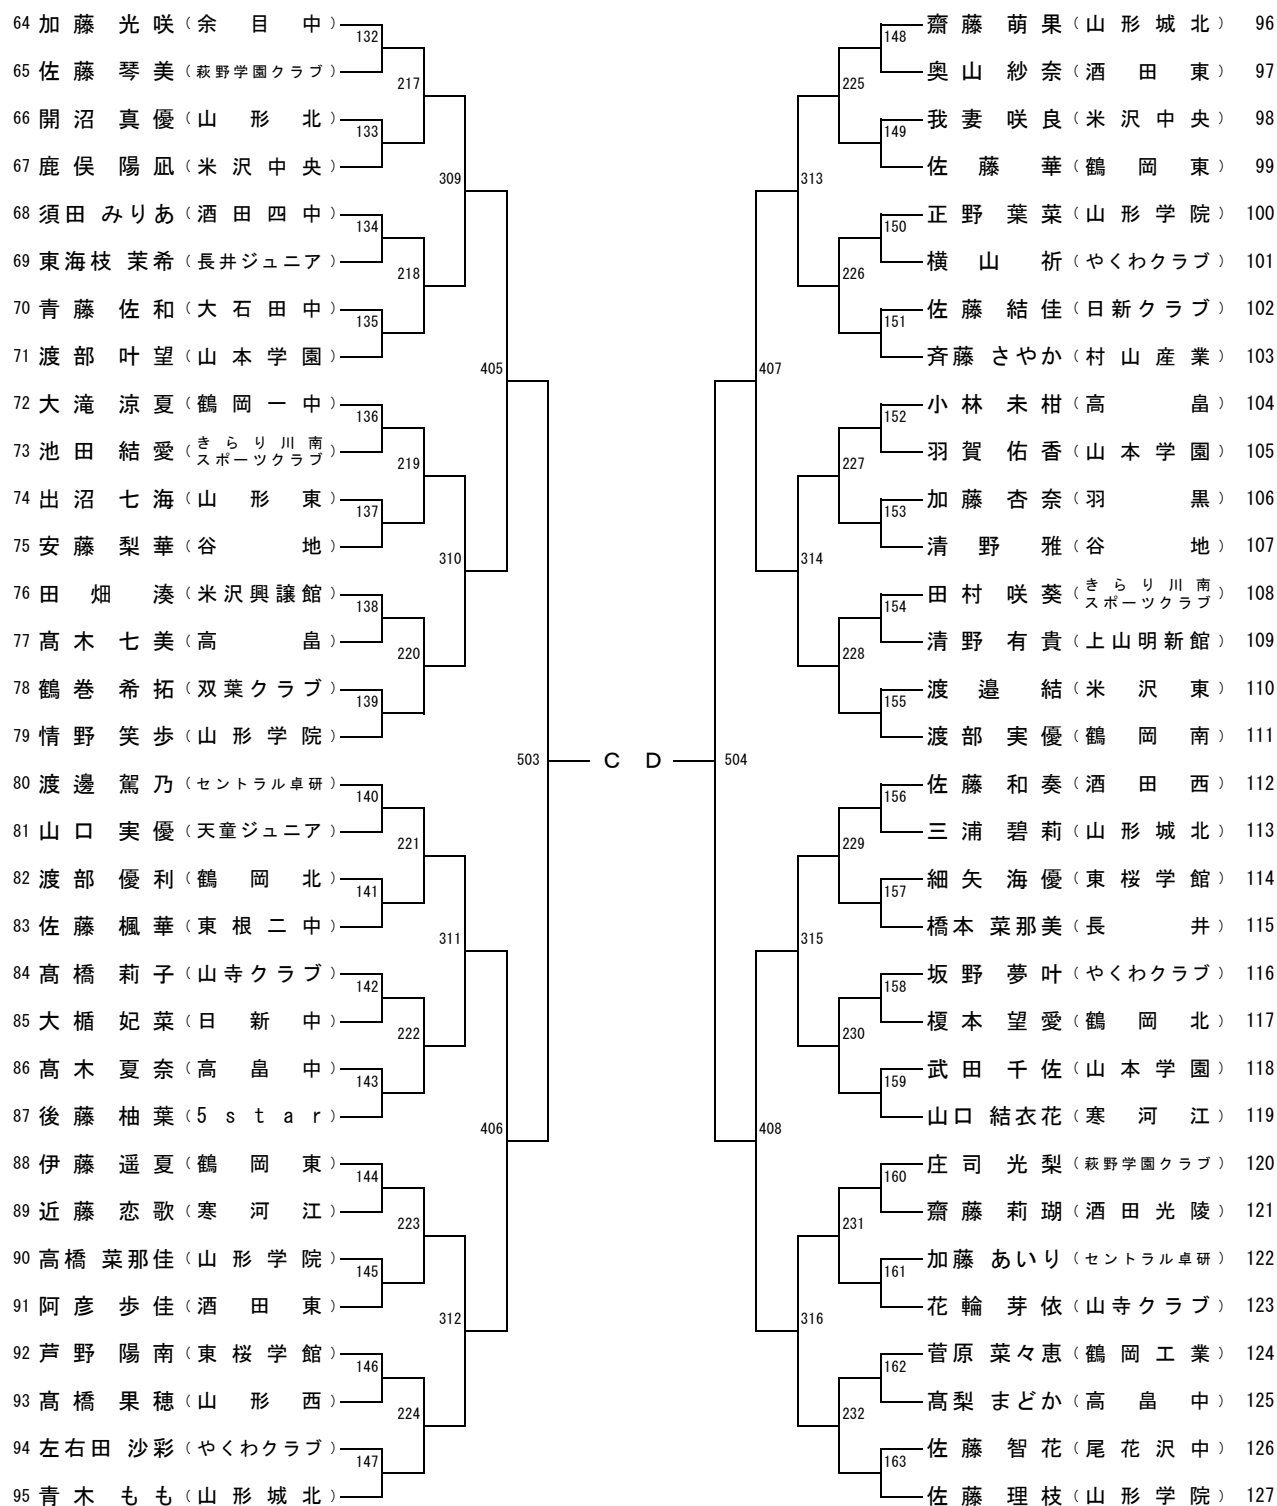 64 加藤 光咲 (余目中)
132
65 佐藤 琴美 (萩野学園クラブ)
217
66 開沼 真優 (山形北)
133
67 鹿俣 陽凪 (米沢中央)
309
68 須田 みりあ (酒田四中)
134
69 東海枝 茉希 (長井ジュニア)
218
70 青藤 佐和 (大石田中)
135
71 渡部 叶望 (山本学園)
405
72 大滝 涼夏 (鶴岡一中)
136
73 池田 結愛 (きらり川南スポーツクラブ)
219
74 出沼 七海 (山形東)
137
75 安藤 梨華 (谷地)
310
76 田畑 湊 (米沢興譲館)
138
77 髙木 七美 (高畠)
220
78 鶴巻 希拓 (双葉クラブ)
139
79 情野 笑歩 (山形学院)
503 C
80 渡邊 駕乃 (セントラル卓研)
140
81 山口 実優 (天童ジュニア)
221
82 渡部 優利 (鶴岡北)
141
83 佐藤 楓華 (東根二中)
311
84 髙橋 莉子 (山寺クラブ)
142
85 大楯 妃菜 (日新中)
222
86 髙木 夏奈 (高畠中)
143
87 後藤 柚葉 (5star)
406
88 伊藤 遥夏 (鶴岡東)
144
89 近藤 恋歌 (寒河江)
223
90 高橋 菜那佳 (山形学院)
145
91 阿彦 歩佳 (酒田東)
312
92 芦野 陽南 (東桜学館)
146
93 髙橋 果穂 (山形西)
224
94 左右田 沙彩 (やくわクラブ)
147
95 青木 もも (山形城北)
齋藤 萌果 (山形城北) 96
148
奥山 紗奈 (酒田東) 97
225
我妻 咲良 (米沢中央) 98
149
佐藤 華 (鶴岡東) 99
313
正野 葉菜 (山形学院) 100
150
横山 祈 (やくわクラブ) 101
226
佐藤 結佳 (日新クラブ) 102
151
斉藤 さやか (村山産業) 103
407
小林 未柑 (高畠) 104
152
羽賀 佑香 (山本学園) 105
227
加藤 杏奈 (羽黒) 106
153
清野 雅 (谷地) 107
314
田村 咲葵 (きらり川南スポーツクラブ) 108
154
清野 有貴 (上山明新館) 109
228
渡邉 結 (米沢東) 110
155
渡部 実優 (鶴岡南) 111
D 504
佐藤 和奏 (酒田西) 112
156
三浦 碧莉 (山形城北) 113
229
細矢 海優 (東桜学館) 114
157
橋本 菜那美 (長井) 115
315
坂野 夢叶 (やくわクラブ) 116
158
榎本 望愛 (鶴岡北) 117
230
武田 千佐 (山本学園) 118
159
山口 結衣花 (寒河江) 119
408
庄司 光梨 (萩野学園クラブ) 120
160
齋藤 莉瑚 (酒田光陵) 121
231
加藤 あいり (セントラル卓研) 122
161
花輪 芽依 (山寺クラブ) 123
316
菅原 菜々恵 (鶴岡工業) 124
162
髙梨 まどか (高畠中) 125
232
佐藤 智花 (尾花沢中) 126
163
佐藤 理枝 (山形学院) 127